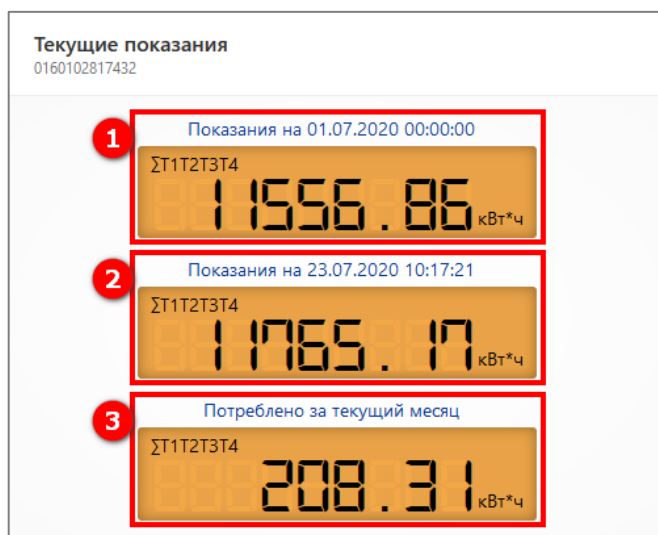 Текущие показания
0160102817432
1
Показания на 01.07.2020 00:00:00
∑T1T2T3T4
11556.86 кВт*ч
2
Показания на 23.07.2020 10:17:21
∑T1T2T3T4
11765.17 кВт*ч
3
Потреблено за текущий месяц
∑T1T2T3T4
208.31 кВт*ч